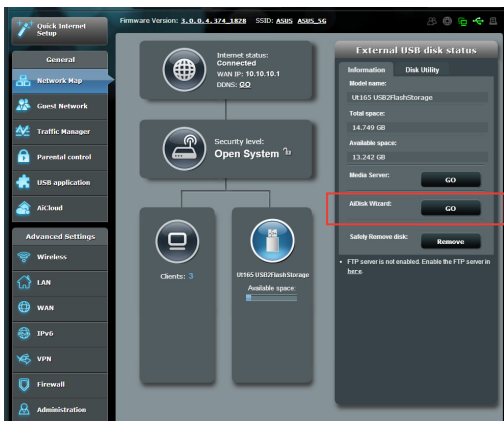 Quick Internet
Setup
Firmware Version: 3.0.0.4.374_1828 SSID: ASUS ASUS_5G
General
Network Map
Guest Network
Traffic Manager
Parental control
USB application
AiCloud
Advanced Settings
Wireless
LAN
WAN
IPv6
VPN
Firewall
Administration
Internet status:
Connected
WAN IP: 10.10.10.1
DDNS: GO
Security level:
Open System
Clients: 3
Ut165 USB2FlashStorage
Available space:
External USB disk status
Information Disk Utility
Model name:
Ut165 USB2FlashStorage
Total space:
14.749 GB
Available space:
13.242 GB
Media Server: GO
AiDisk Wizard: GO
Safely Remove disk: Remove
FTP server is not enabled. Enable the FTP server in
here.